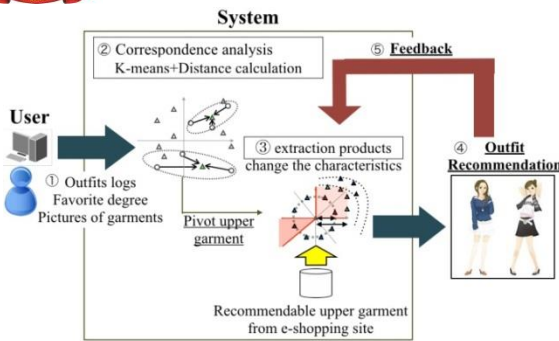 System
② Correspondence analysis
K-means+Distance calculation
⑤ Feedback
User
① Outfits logs
Favorite degree
Pictures of garments
③ extraction products
change the characteristics
④ Outfit
Recommendation
Pivot upper
garment
Recommendable upper garment
from e-shopping site